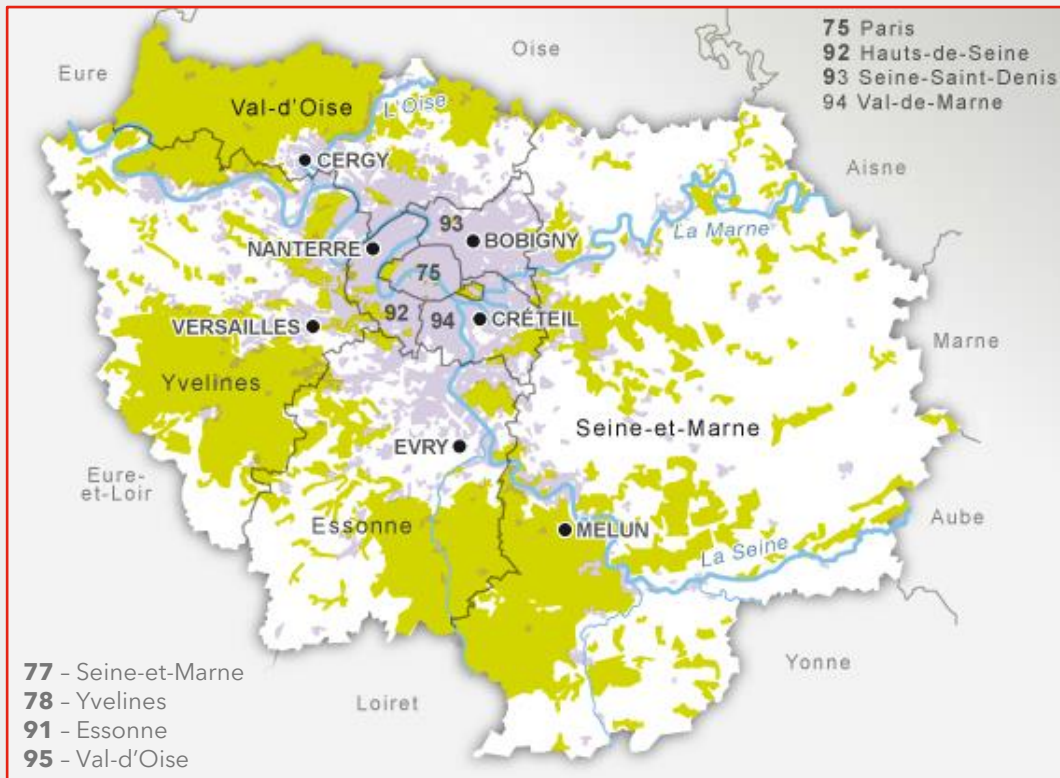 75 Paris
92 Hauts-de-Seine
93 Seine-Saint-Denis
94 Val-de-Marne
Oise
Eure
Val-d'Oise
L'Oise
CERGY
Aisne
La Marne
93
NANTERRE
BOBIGNY
75
92
94
CRÉTEIL
VERSAILLES
Marne
Yvelines
Seine-et-Marne
EVRY
Eure-
et-Loir
Essonne
MELUN
Aube
La Seine
Yonne
Loiret
77 – Seine-et-Marne
78 – Yvelines
91 – Essonne
95 – Val-d'Oise